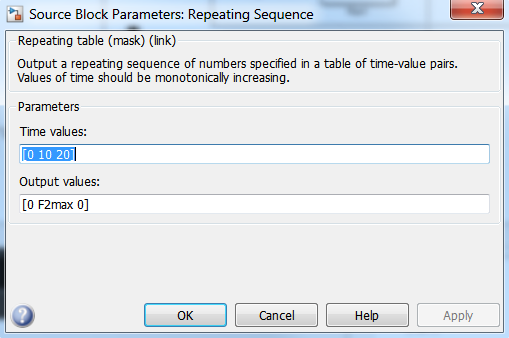 Source Block Parameters: Repeating Sequence
Repeating table (mask) (link)
Output a repeating sequence of numbers specified in a table of time-value pairs.
Values of time should be monotonically increasing.
Parameters
Time values:
[0 10 20]
Output values:
[0 F2max 0]
OK Cancel Help Apply